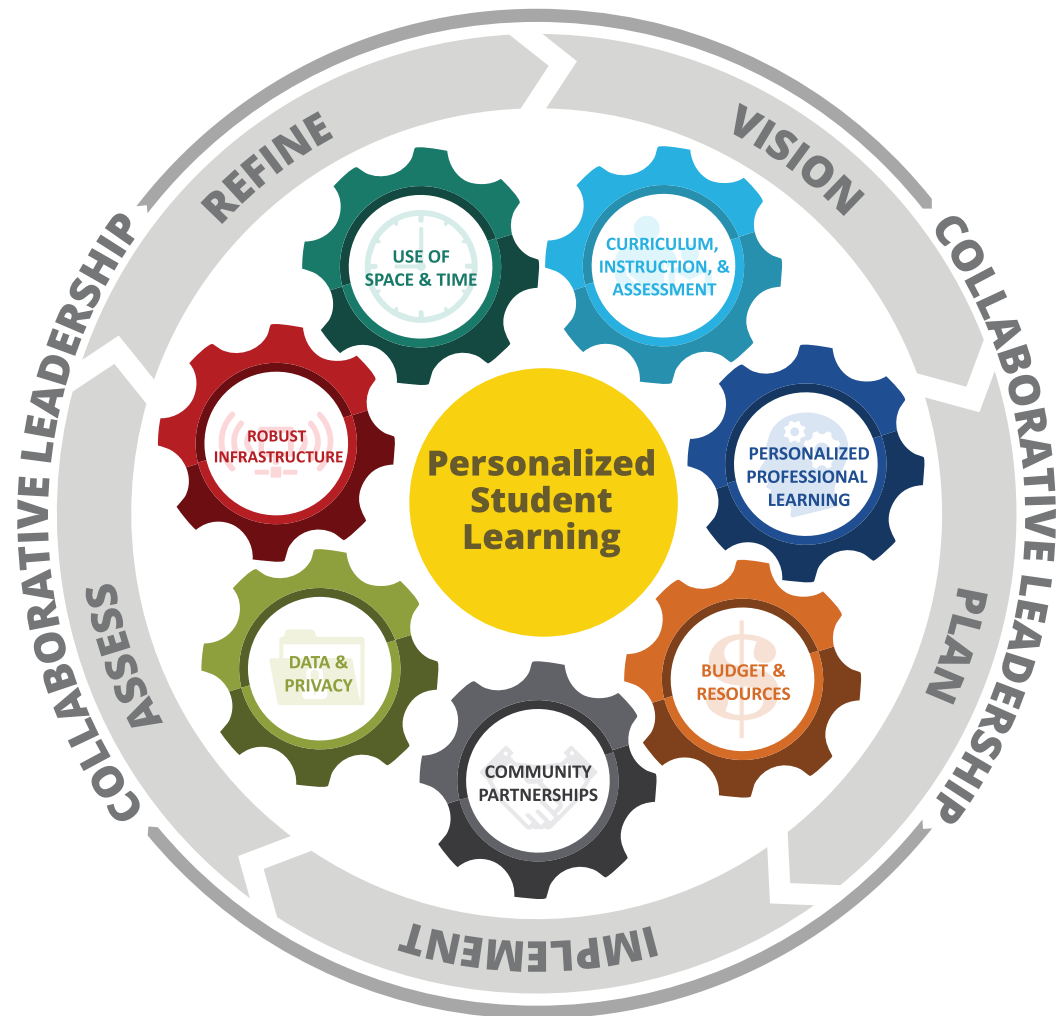 COLLABORATIVE LEADERSHIP
COLLABORATIVE LEADERSHIP
VISION
PLAN
IMPLEMENT
ASSESS
REFINE
CURRICULUM,
INSTRUCTION, &
ASSESSMENT
PERSONALIZED
PROFESSIONAL
LEARNING
BUDGET &
RESOURCES
COMMUNITY
PARTNERSHIPS
DATA &
PRIVACY
ROBUST
INFRASTRUCTURE
USE OF
SPACE & TIME
Personalized
Student
Learning